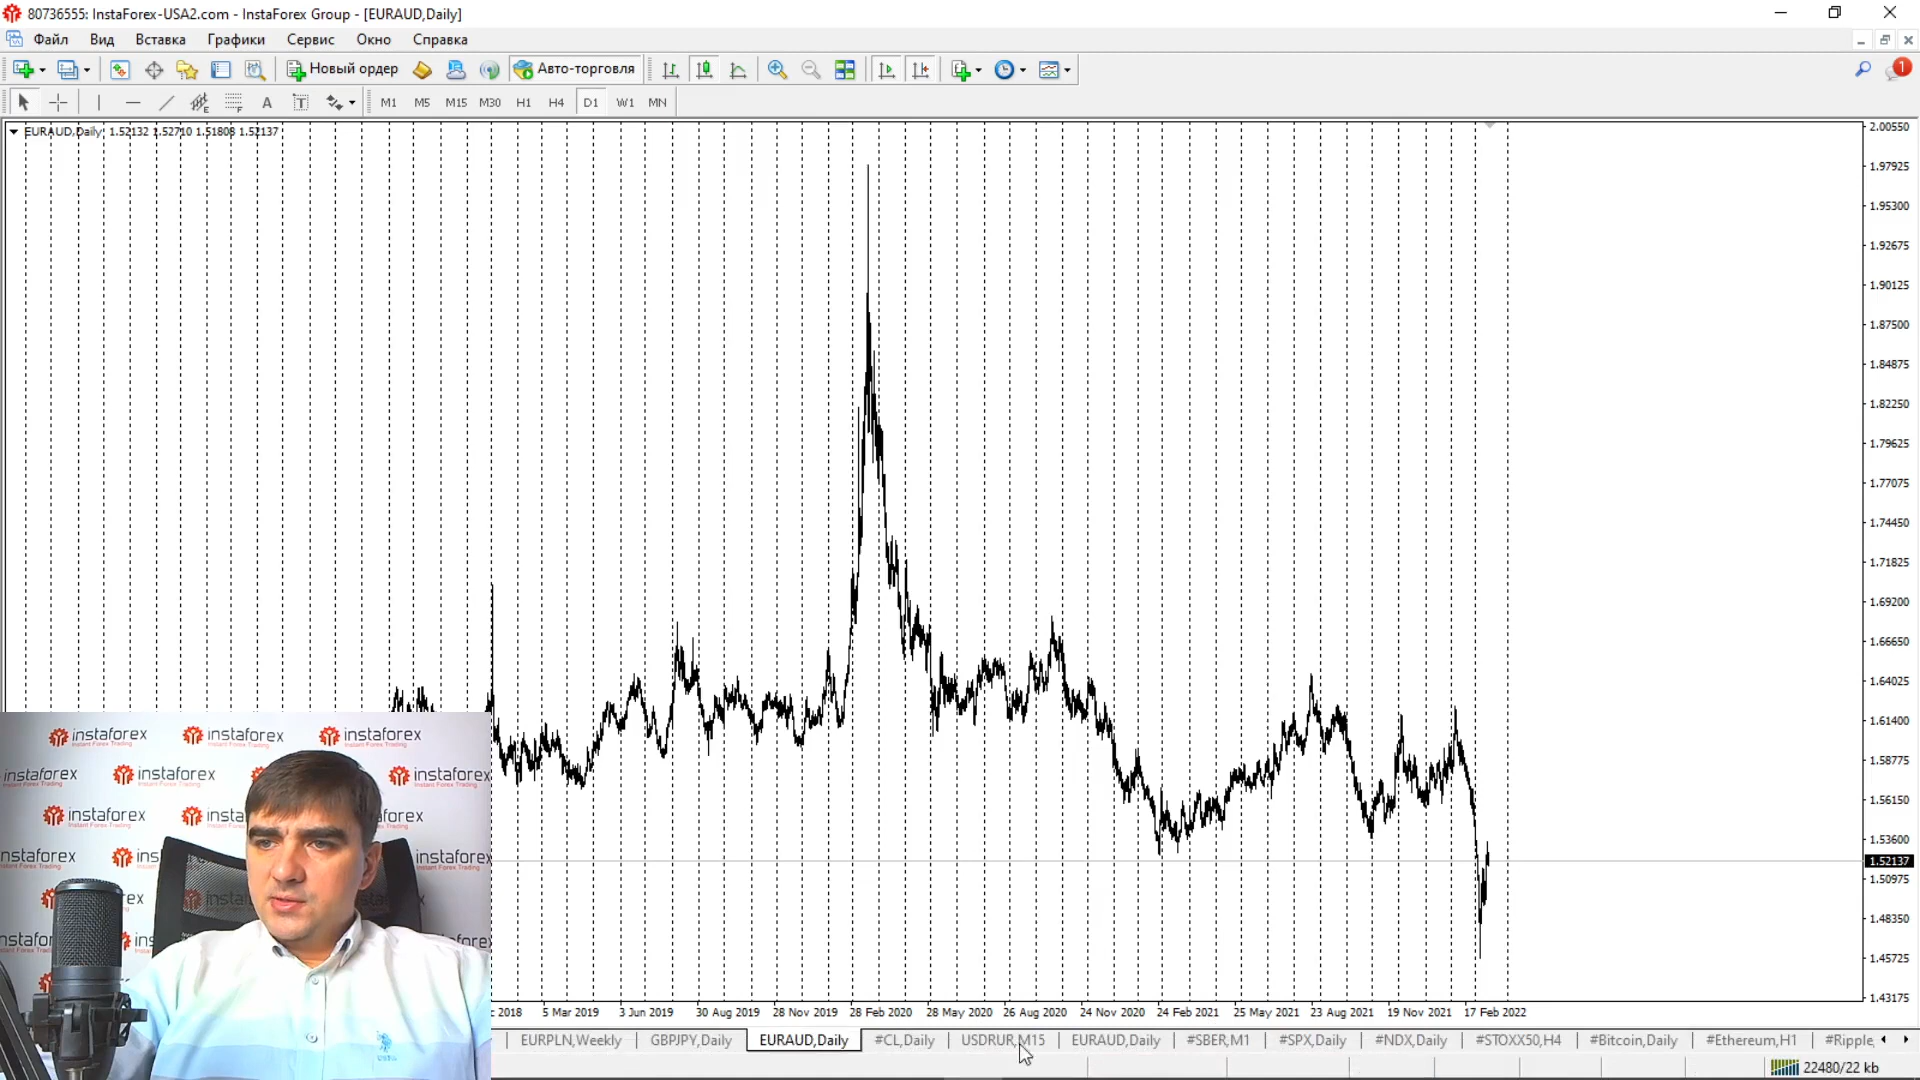 80736555: InstaForex-USA2.com - InstaForex Group - [EURAUD,Daily]
Файл Вид Вставка Графики Сервис Окно Справка
Новый ордер Авто-торговля 1
A T M1 M5 M15 M30 H1 H4 D1 W1 MN
EURAUD,Daily 1.52132 1.52710 1.51808 1.52137
2.00550
1.97925
1.95300
1.92675
1.90125
1.87500
1.84875
1.82250
1.79625
1.77075
1.74450
1.71825
1.69200
1.66650
1.64025
1.61400
1.58775
1.56150
1.53600
1.52137
1.50975
1.48350
1.45725
1.43175
instaforex instaforex instaforex
Instant Forex Trading
instaforex instaforex instaforex
instaforex
instaforex
c 2018 5 Mar 2019 3 Jun 2019 30 Aug 2019 28 Nov 2019 28 Feb 2020 28 May 2020 26 Aug 2020 24 Nov 2020 24 Feb 2021 25 May 2021 23 Aug 2021 19 Nov 2021 17 Feb 2022
EURPLN,Weekly GBPJPY,Daily EURAUD,Daily #CL,Daily USDRUR,M15 EURAUD,Daily #SBER,M1 #SPX,Daily #NDX,Daily #STOXX50,H4 #Bitcoin,Daily #Ethereum,H1 #Ripple,
22480/22 kb